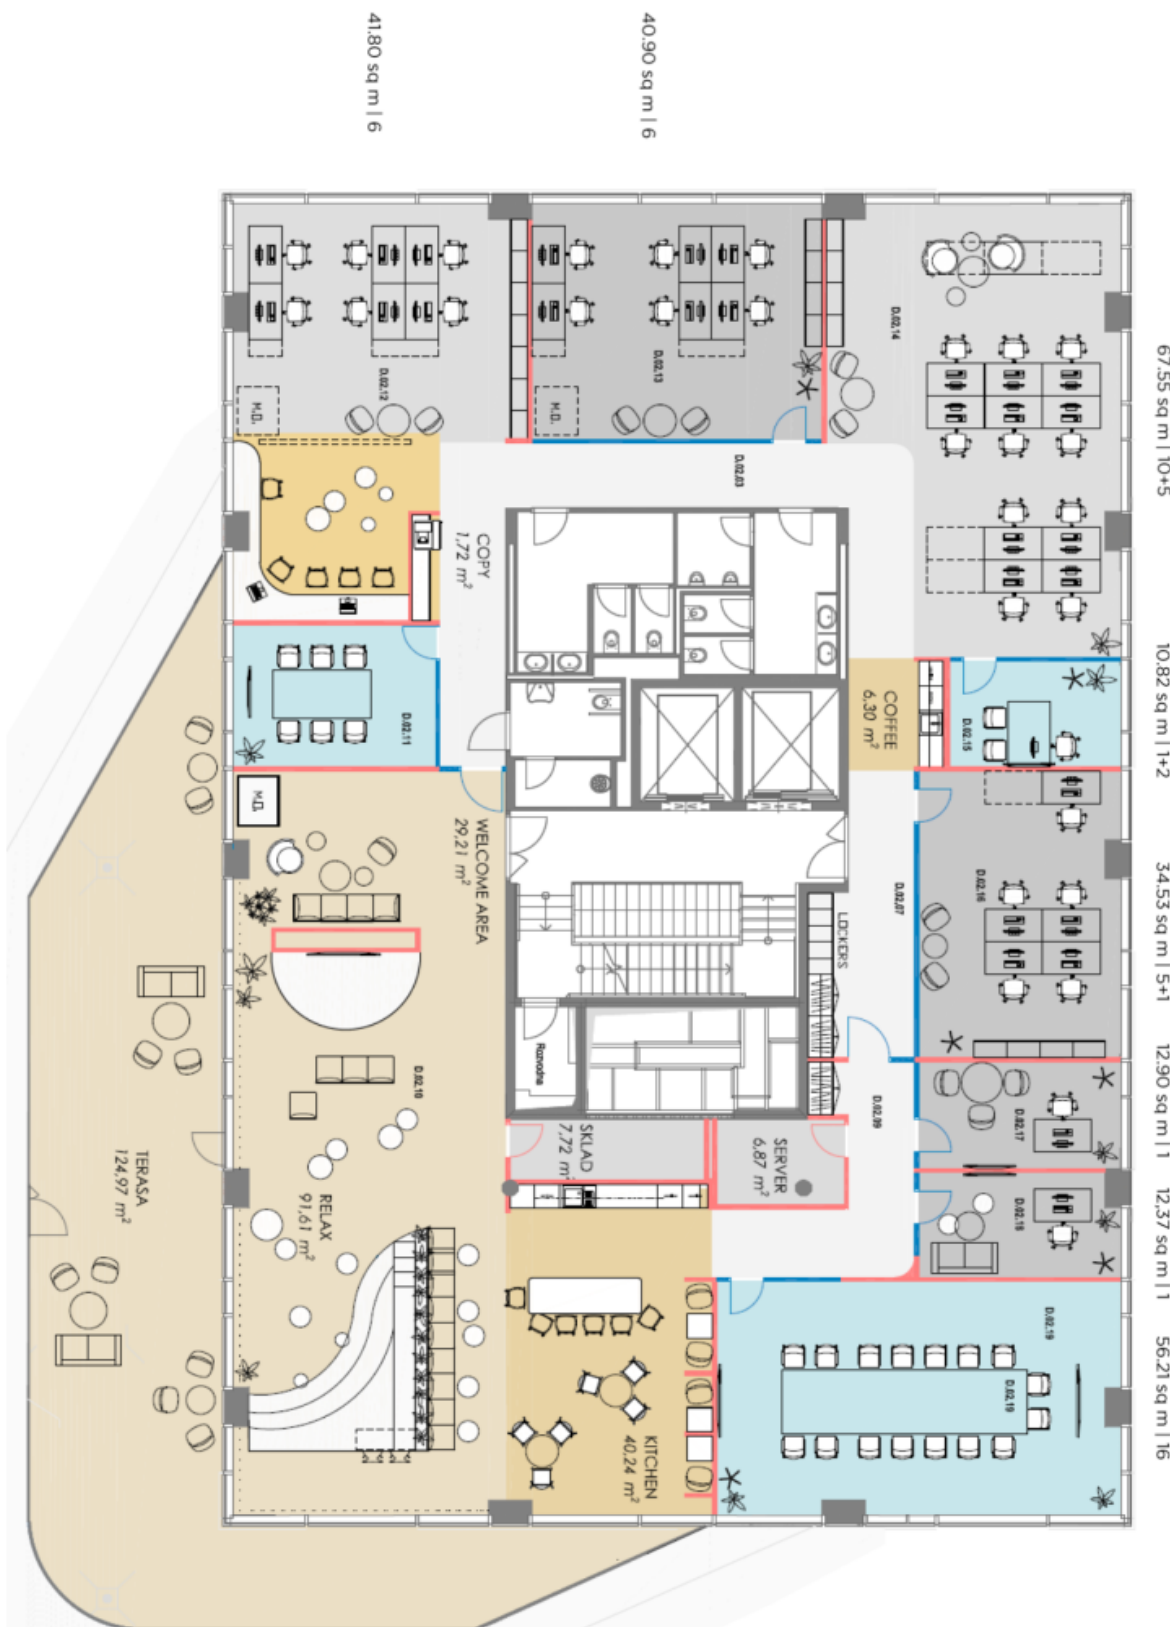 41.80 sq m | 6
40.90 sq m | 6
67.55 sq m | 10+5
10.82 sq m | 1+2
34.53 sq m | 5+1
12.90 sq m | 1
12,37 sq m | 1
56.21 sq m | 16
D.02.12
M.D.
D.02.13
M.D.
D.02.14
D.02.03
COPY
1,72 m²
D.02.11
COFFEE
6,30 m²
D.02.15
M.D.
WELCOME AREA
29,21 m²
D.02.07
D.02.16
LOCKERS
Rozvodna
D.02.10
D.02.09
D.02.17
SKLAD
7,72 m²
SERVER
6,87 m²
D.02.18
TERASA
124,97 m²
RELAX
91,61 m²
KITCHEN
40,24 m²
D.02.19
D.02.19